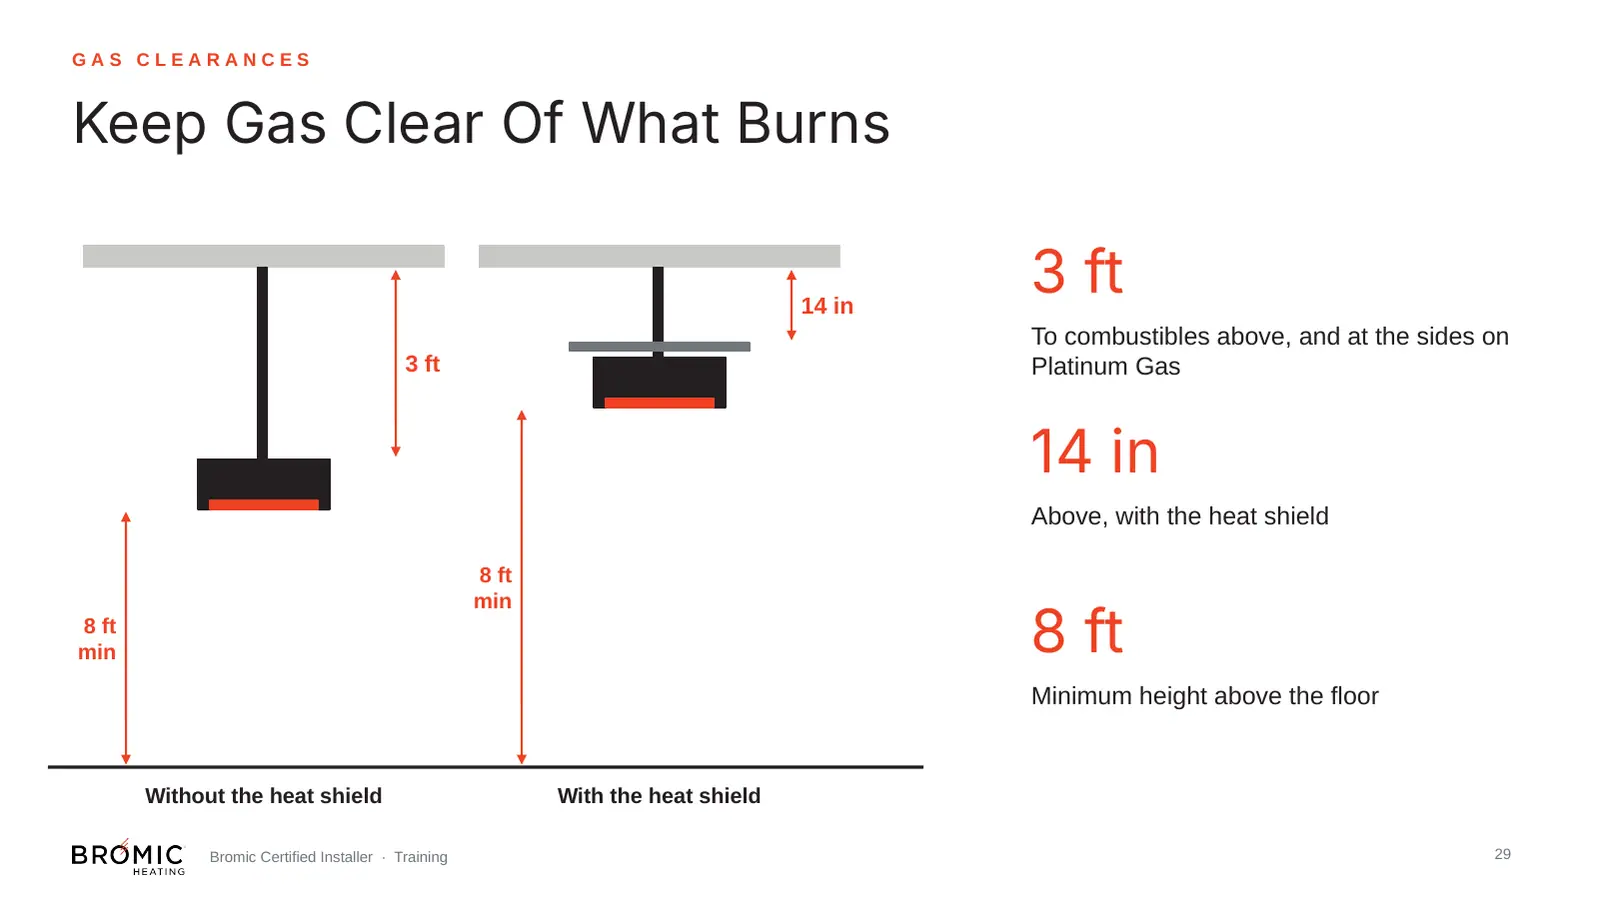 GAS CLEARANCES
Keep Gas Clear Of What Burns
3 ft
14 in
8 ft
min
8 ft
min
Without the heat shield
With the heat shield
3 ft
To combustibles above, and at the sides on
Platinum Gas
14 in
Above, with the heat shield
8 ft
Minimum height above the floor
BROMIC
HEATING
Bromic Certified Installer · Training
29